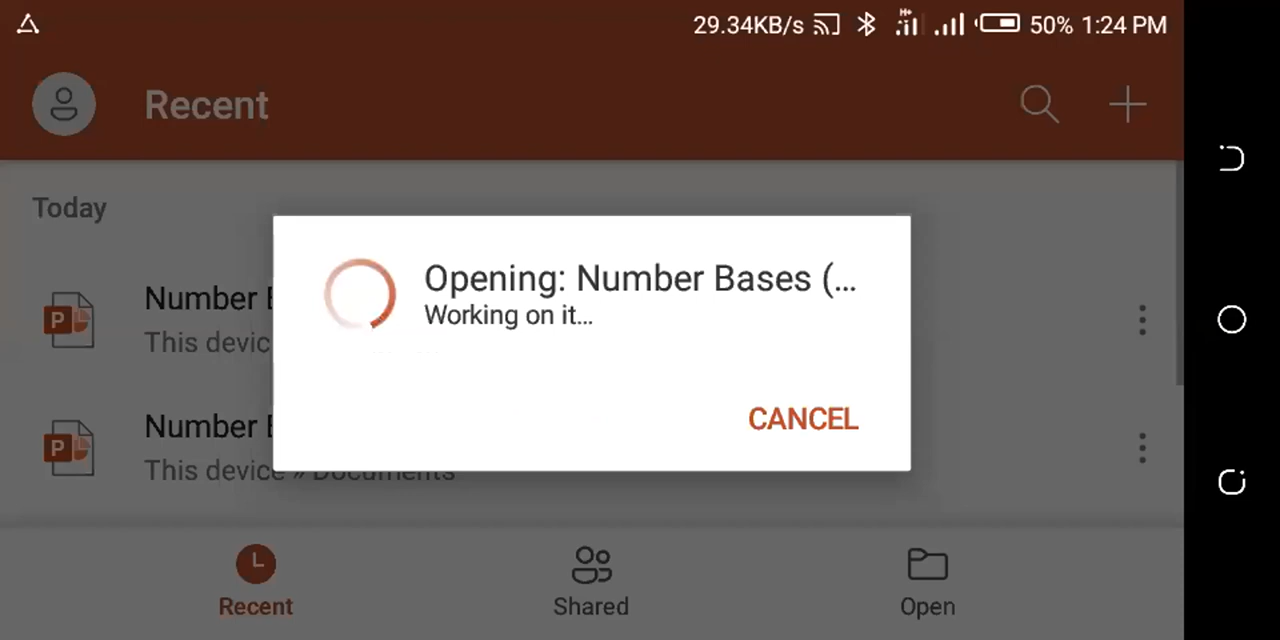 29.34KB/s 50% 1:24 PM
Recent
Today
Number
This devic
Opening: Number Bases (...
Working on it...
CANCEL
Number
This device » Documents
Recent
Shared
Open